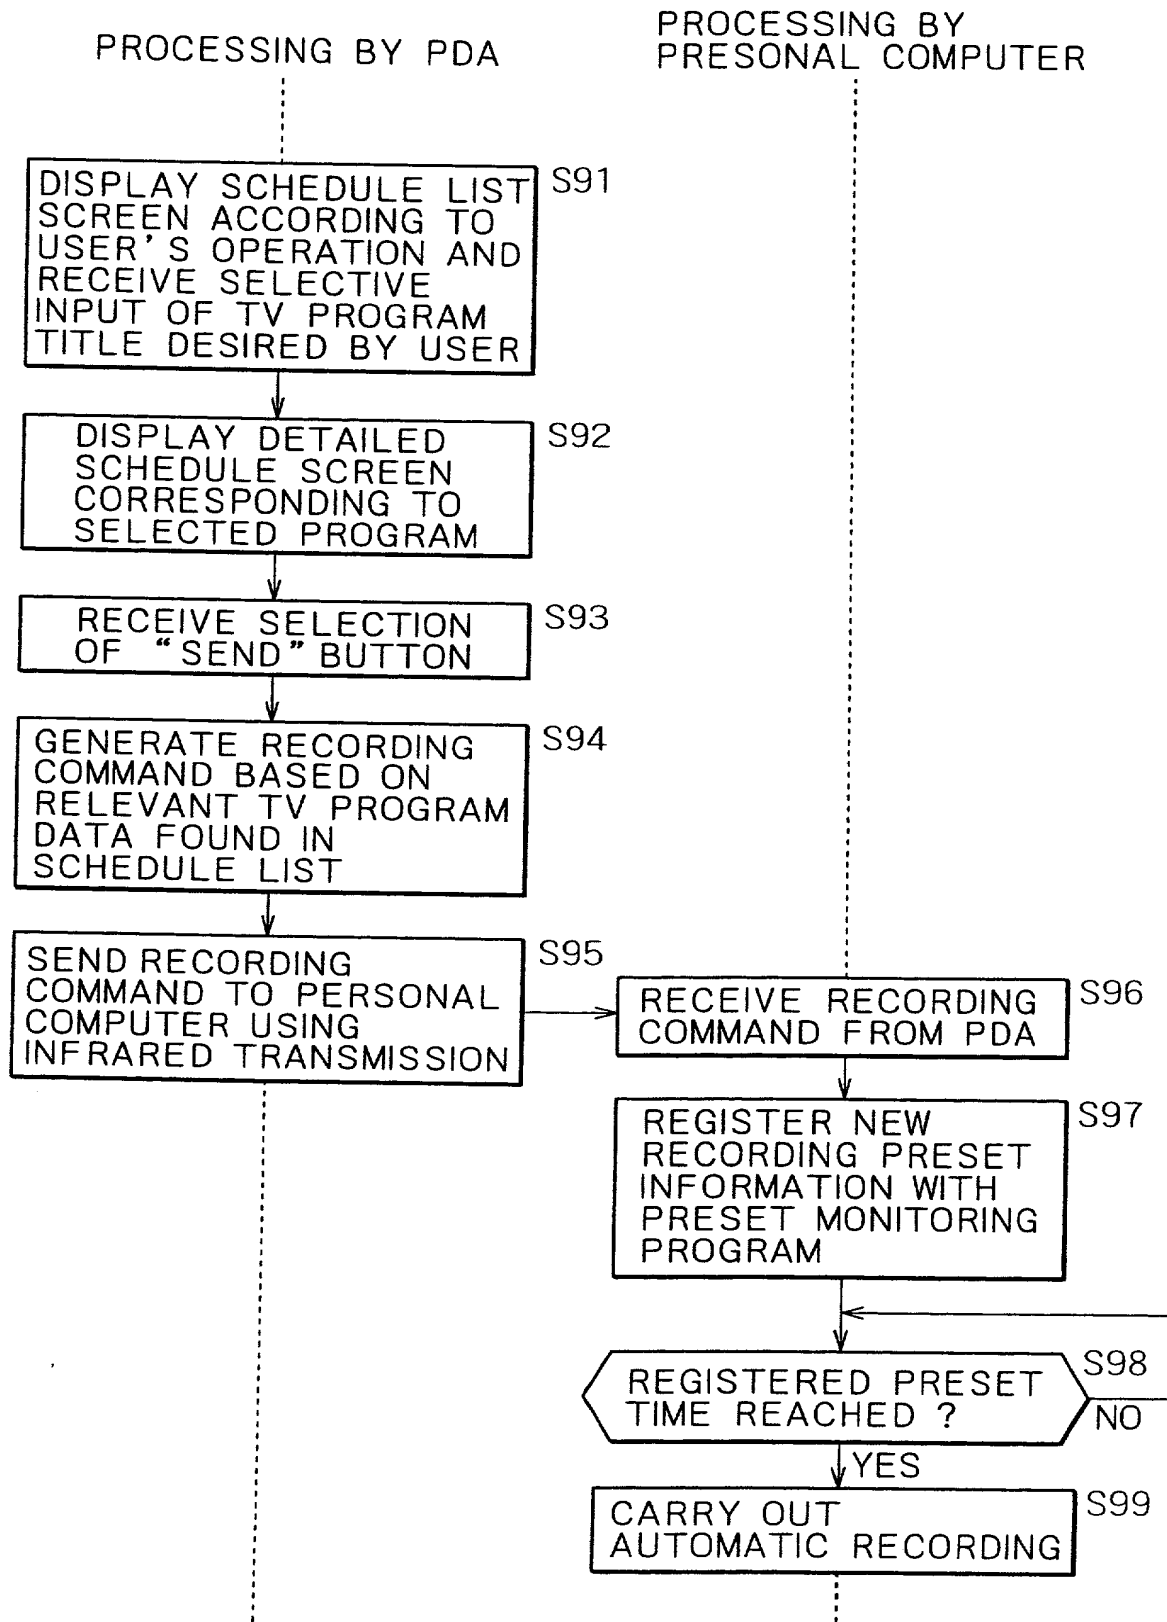 PROCESSING BY PDA
PROCESSING BY
PRESONAL COMPUTER
DISPLAY SCHEDULE LIST
SCREEN ACCORDING TO
USER'S OPERATION AND
RECEIVE SELECTIVE
INPUT OF TV PROGRAM
TITLE DESIRED BY USER
S91
DISPLAY DETAILED
SCHEDULE SCREEN
CORRESPONDING TO
SELECTED PROGRAM
S92
RECEIVE SELECTION
OF "SEND" BUTTON
S93
GENERATE RECORDING
COMMAND BASED ON
RELEVANT TV PROGRAM
DATA FOUND IN
SCHEDULE LIST
S94
SEND RECORDING
COMMAND TO PERSONAL
COMPUTER USING
INFRARED TRANSMISSION
S95
RECEIVE RECORDING
COMMAND FROM PDA
S96
REGISTER NEW
RECORDING PRESET
INFORMATION WITH
PRESET MONITORING
PROGRAM
S97
REGISTERED PRESET
TIME REACHED ?
S98
NO
YES
CARRY OUT
AUTOMATIC RECORDING
S99